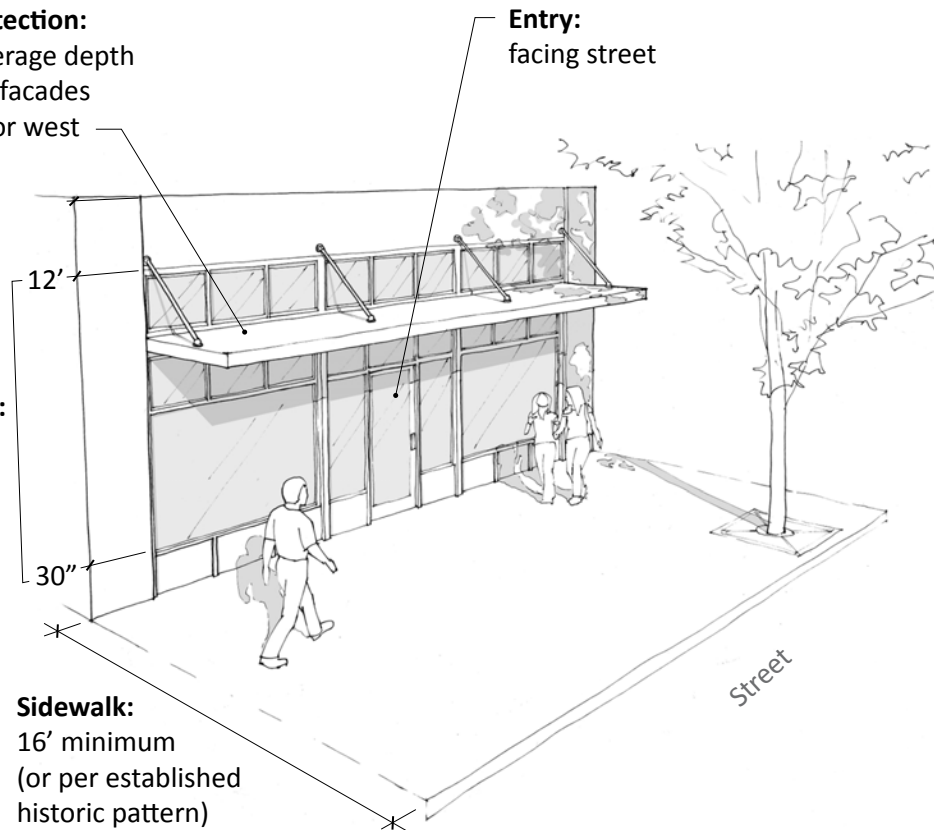 tection:
erage depth
facades
or west
Entry:
facing street
12’
:
30”
Sidewalk:
16’ minimum
(or per established
historic pattern)
Street